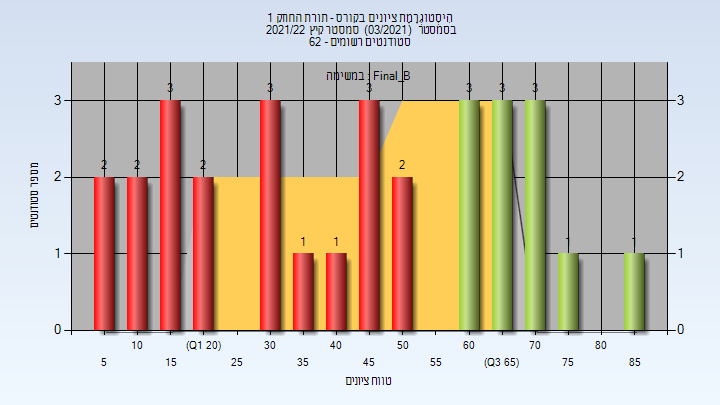 הִיסְטוֹגְרָמַת ציונים בקורס - תורת החוזק 1
בסמסטר (03/2021) סמסטר קיץ 2021/22
סטודנטים רשומים - 62
במשימה : Final_B
3 3 3 3 3 3
2 2 2 2
1 1 1 1
מספר סטודנטים
3 3
2 2
1 1
0 0
10 (Q1 20) 30 40 50 60 70 80
5 15 25 35 45 55 (Q3 65) 75 85
טווח ציונים